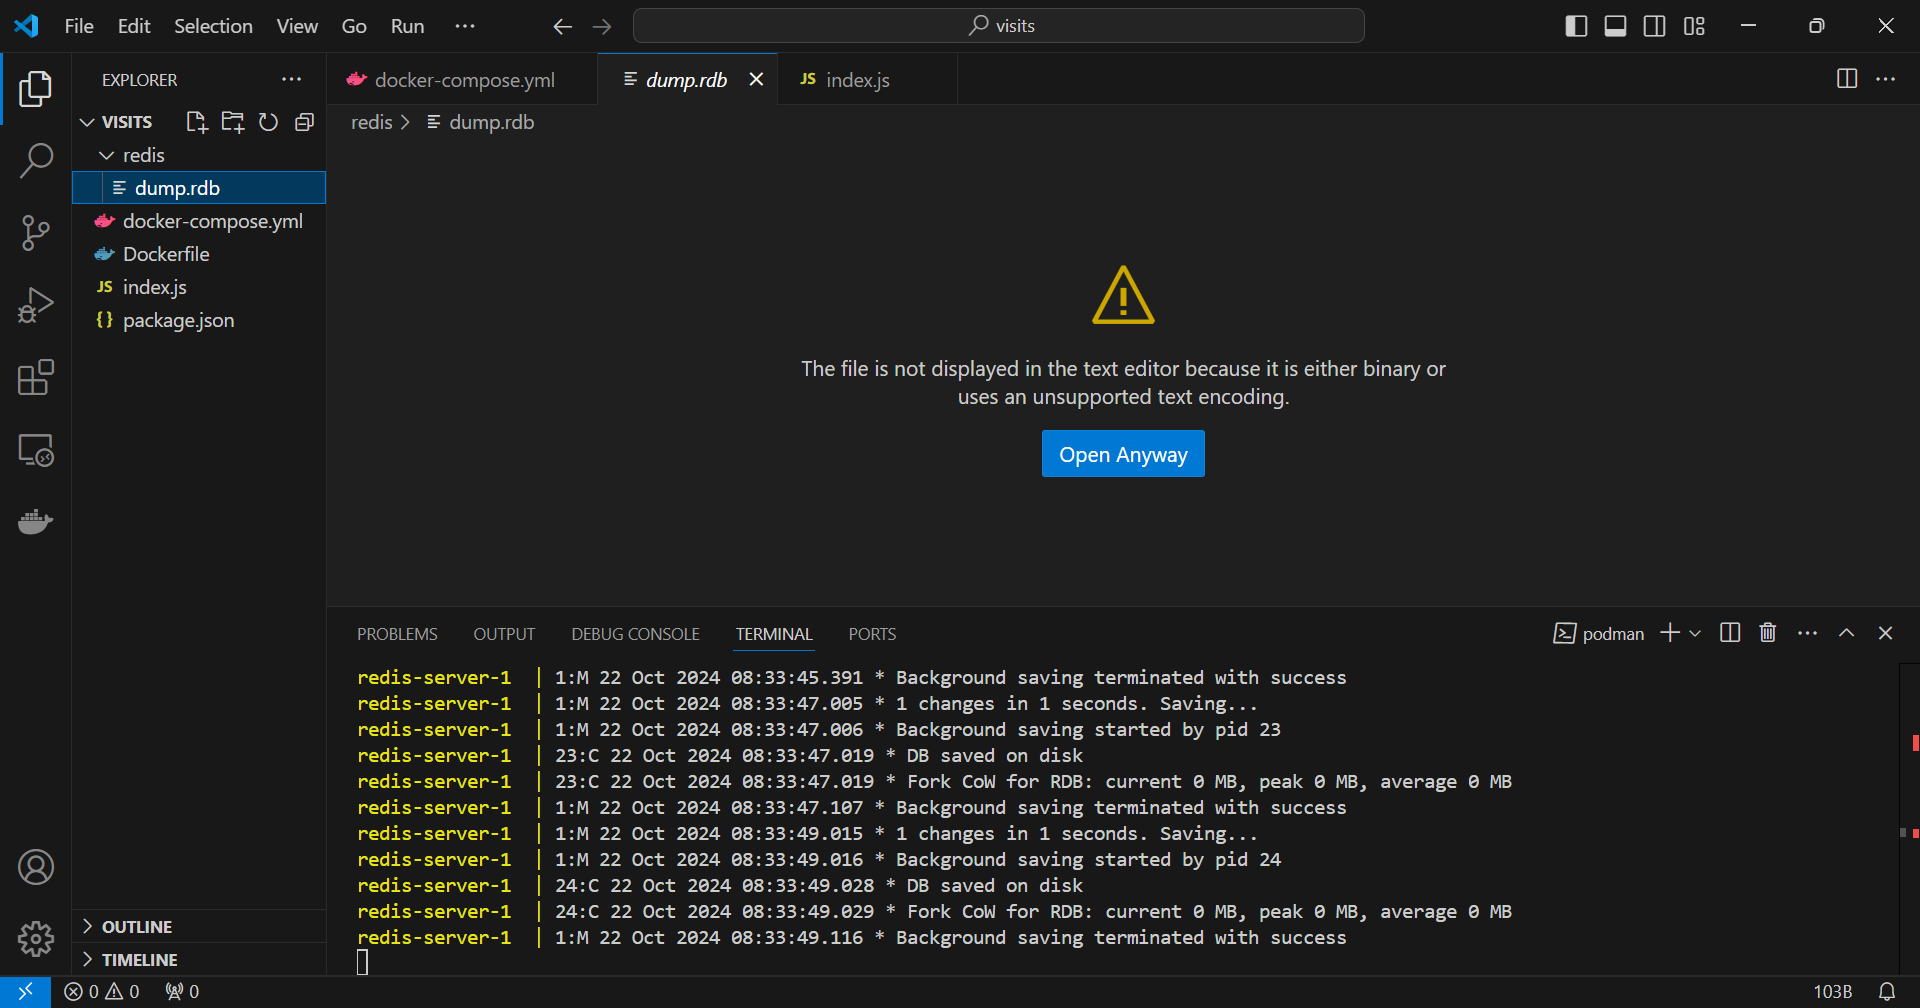 File Edit Selection View Go Run ···
visits
EXPLORER
docker-compose.yml
dump.rdb
JS index.js
VISITS
redis > dump.rdb
redis
dump.rdb
docker-compose.yml
Dockerfile
JS index.js
{} package.json
The file is not displayed in the text editor because it is either binary or
uses an unsupported text encoding.
Open Anyway
PROBLEMS OUTPUT DEBUG CONSOLE TERMINAL PORTS
podman
redis-server-1 | 1:M 22 Oct 2024 08:33:45.391 * Background saving terminated with success
redis-server-1 | 1:M 22 Oct 2024 08:33:47.005 * 1 changes in 1 seconds. Saving...
redis-server-1 | 1:M 22 Oct 2024 08:33:47.006 * Background saving started by pid 23
redis-server-1 | 23:C 22 Oct 2024 08:33:47.019 * DB saved on disk
redis-server-1 | 23:C 22 Oct 2024 08:33:47.019 * Fork CoW for RDB: current 0 MB, peak 0 MB, average 0 MB
redis-server-1 | 1:M 22 Oct 2024 08:33:47.107 * Background saving terminated with success
redis-server-1 | 1:M 22 Oct 2024 08:33:49.015 * 1 changes in 1 seconds. Saving...
redis-server-1 | 1:M 22 Oct 2024 08:33:49.016 * Background saving started by pid 24
redis-server-1 | 24:C 22 Oct 2024 08:33:49.028 * DB saved on disk
redis-server-1 | 24:C 22 Oct 2024 08:33:49.029 * Fork CoW for RDB: current 0 MB, peak 0 MB, average 0 MB
redis-server-1 | 1:M 22 Oct 2024 08:33:49.116 * Background saving terminated with success
OUTLINE
TIMELINE
0 0 0
103B